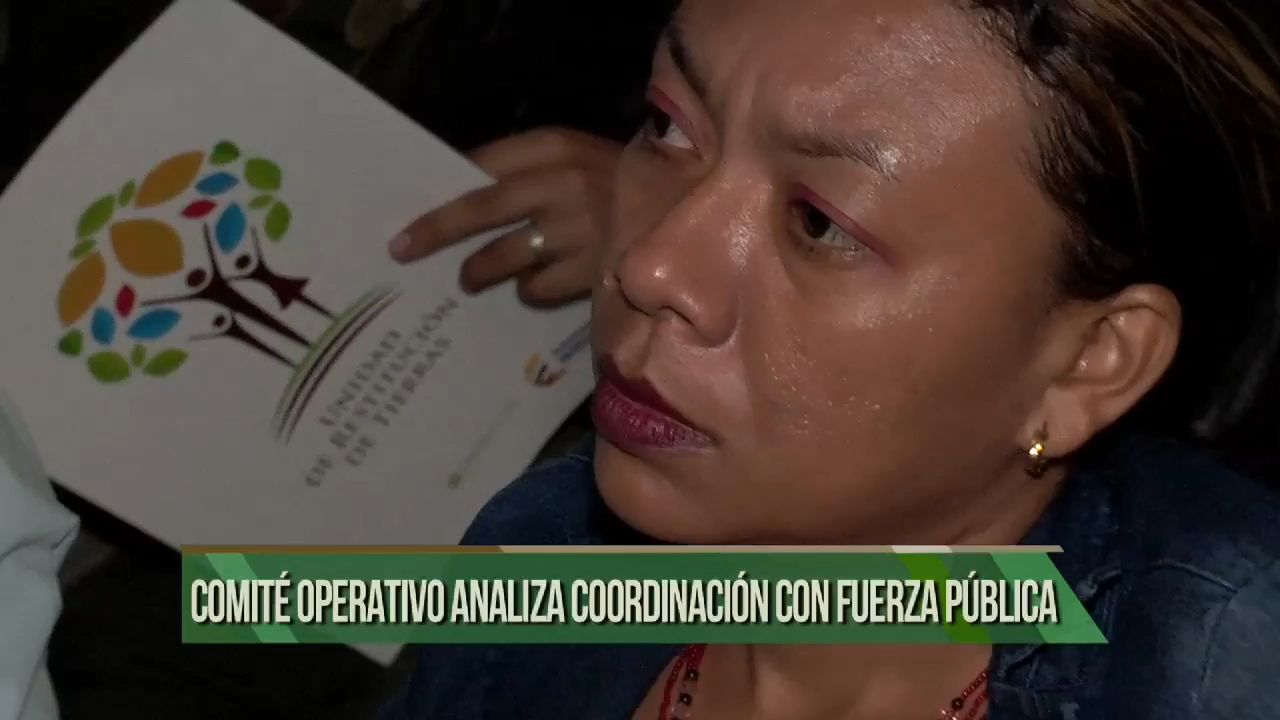 UNIDAD
DE RESTITUCIÓN
DE TIERRAS
COMITÉ OPERATIVO ANALIZA COORDINACIÓN CON FUERZA PÚBLICA